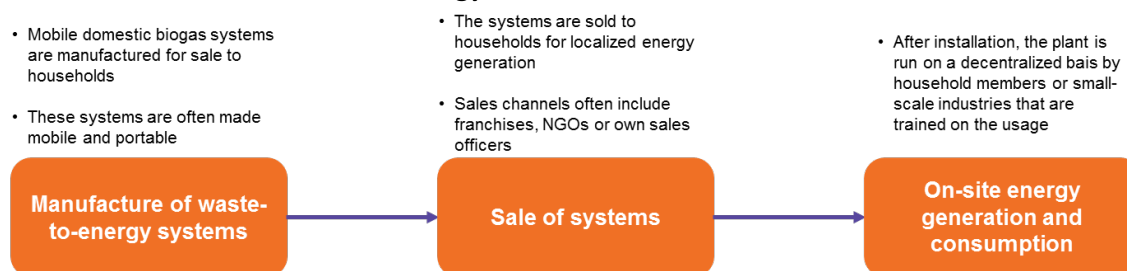 • Mobile domestic biogas systems
are manufactured for sale to
households
• These systems are often made
mobile and portable
• The systems are sold to
households for localized energy
generation
• Sales channels often include
franchises, NGOs or own sales
officers
• After installation, the plant is
run on a decentralized bais by
household members or small-
scale industries that are
trained on the usage
Manufacture of waste-
to-energy systems
Sale of systems
On-site energy
generation and
consumption